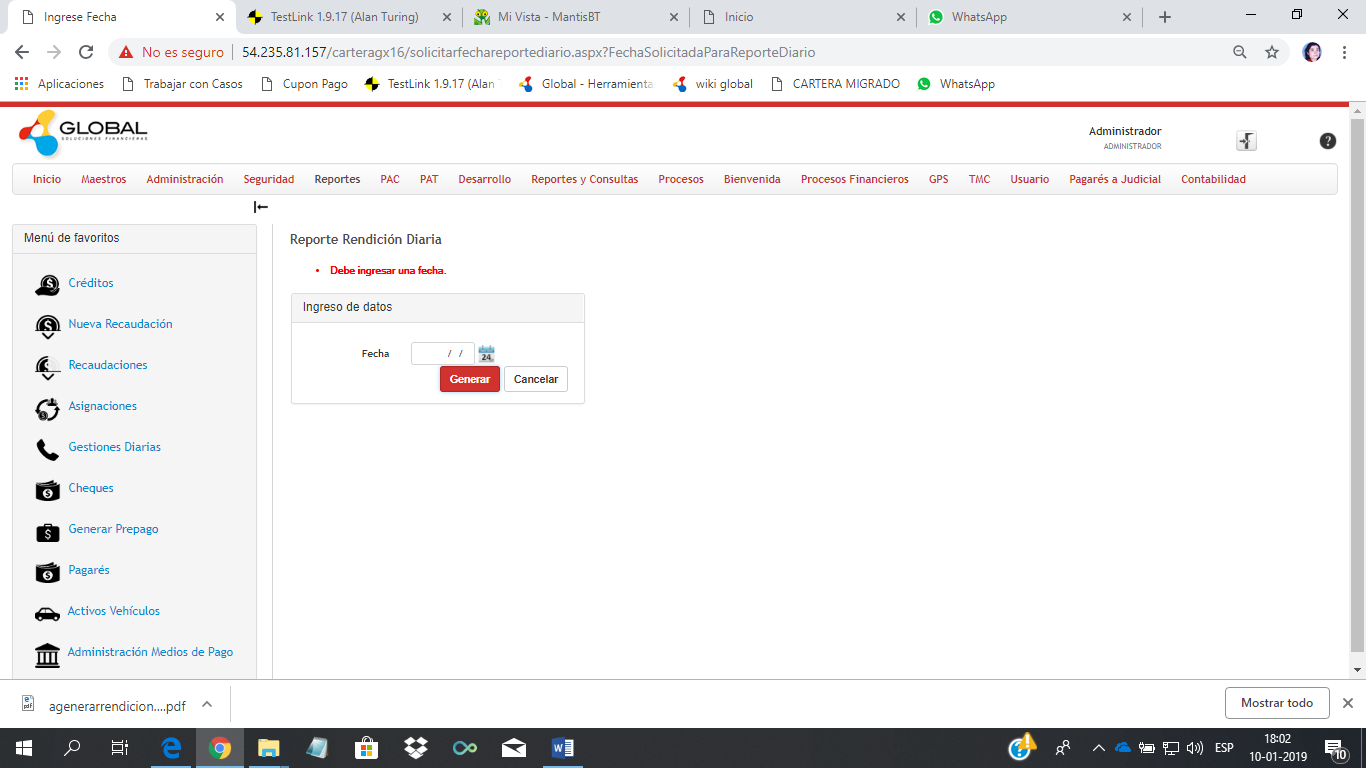 Ingrese Fecha
TestLink 1.9.17 (Alan Turing)
Mi Vista - MantisBT
Inicio
WhatsApp
No es seguro
54.235.81.157/carteragx16/solicitarfechareportediario.aspx?FechaSolicitadaParaReporteDiario
Aplicaciones
Trabajar con Casos
Cupon Pago
TestLink 1.9.17 (Alan
Global - Herramienta
wiki global
CARTERA MIGRADO
WhatsApp
GLOBAL
SOLUCIONES FINANCIERAS
Administrador
ADMINISTRADOR
?
Inicio Maestros Administración Seguridad Reportes PAC PAT Desarrollo Reportes y Consultas Procesos Bienvenida Procesos Financieros GPS TMC Usuario Pagarés a Judicial Contabilidad
Menú de favoritos
Créditos
Nueva Recaudación
Recaudaciones
Asignaciones
Gestiones Diarias
Cheques
Generar Prepago
Pagarés
Activos Vehículos
Administración Medios de Pago
Reporte Rendición Diaria
• Debe ingresar una fecha.
Ingreso de datos
Fecha / / 24
Generar Cancelar
agenerarrendicion....pdf
Mostrar todo
ESP
18:02
10-01-2019
10